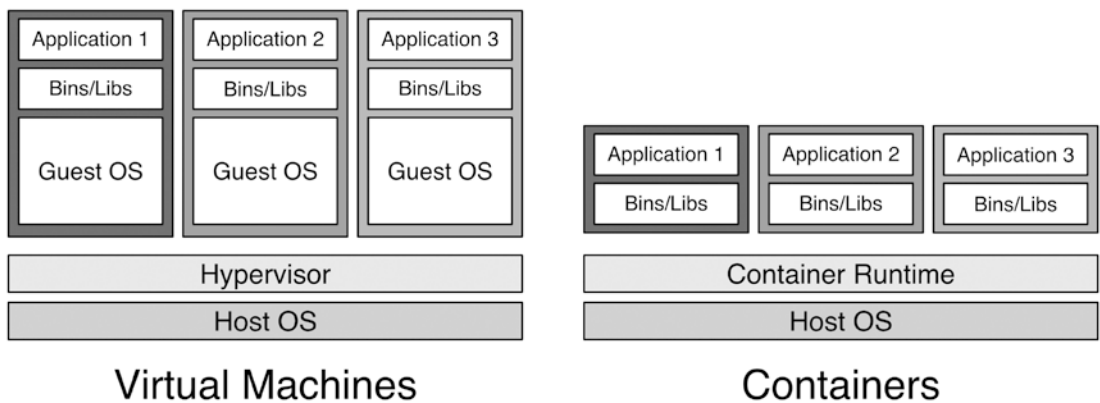 Application 1
Bins/Libs
Guest OS
Application 2
Bins/Libs
Guest OS
Application 3
Bins/Libs
Guest OS
Hypervisor
Host OS
Virtual Machines
Application 1
Bins/Libs
Application 2
Bins/Libs
Application 3
Bins/Libs
Container Runtime
Host OS
Containers